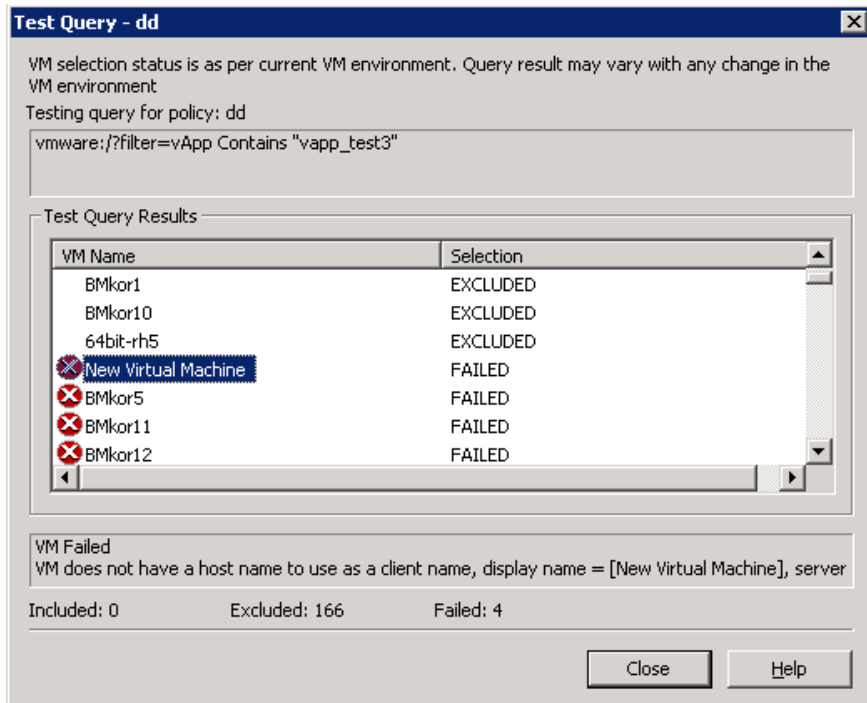 Test Query - dd
VM selection status is as per current VM environment. Query result may vary with any change in the
VM environment
Testing query for policy: dd
vmware:/?filter=vApp Contains "vapp_test3"
Test Query Results
VM Name Selection
BMkor1 EXCLUDED
BMkor10 EXCLUDED
64bit-rh5 EXCLUDED
New Virtual Machine FAILED
BMkor5 FAILED
BMkor11 FAILED
BMkor12 FAILED
VM Failed
VM does not have a host name to use as a client name, display name = [New Virtual Machine], server
Included: 0 Excluded: 166 Failed: 4
Close Help